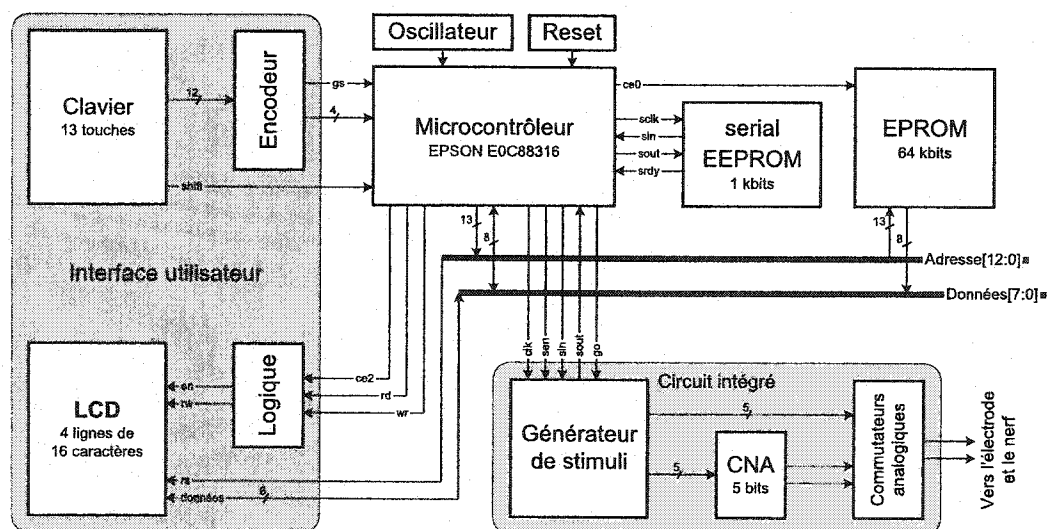 Oscillateur
Reset
Clavier
13 touches
12
Encodeur
gs
4
shift
Microcontrôleur
EPSON E0C88316
ce0
sclk
sin
sout
srdy
serial
EEPROM
1 kbits
EPROM
64 kbits
13
8
13
8
Adresse[12:0]
Données[7:0]
Interface utilisateur
clk
sen
sin
sout
go
LCD
4 lignes de
16 caractères
en
rw
Logique
ce2
rd
wr
rs
données
8
Circuit intégré
Générateur
de stimuli
5
5
CNA
5 bits
Commutateurs
analogiques
Vers l'électrode
et le nerf